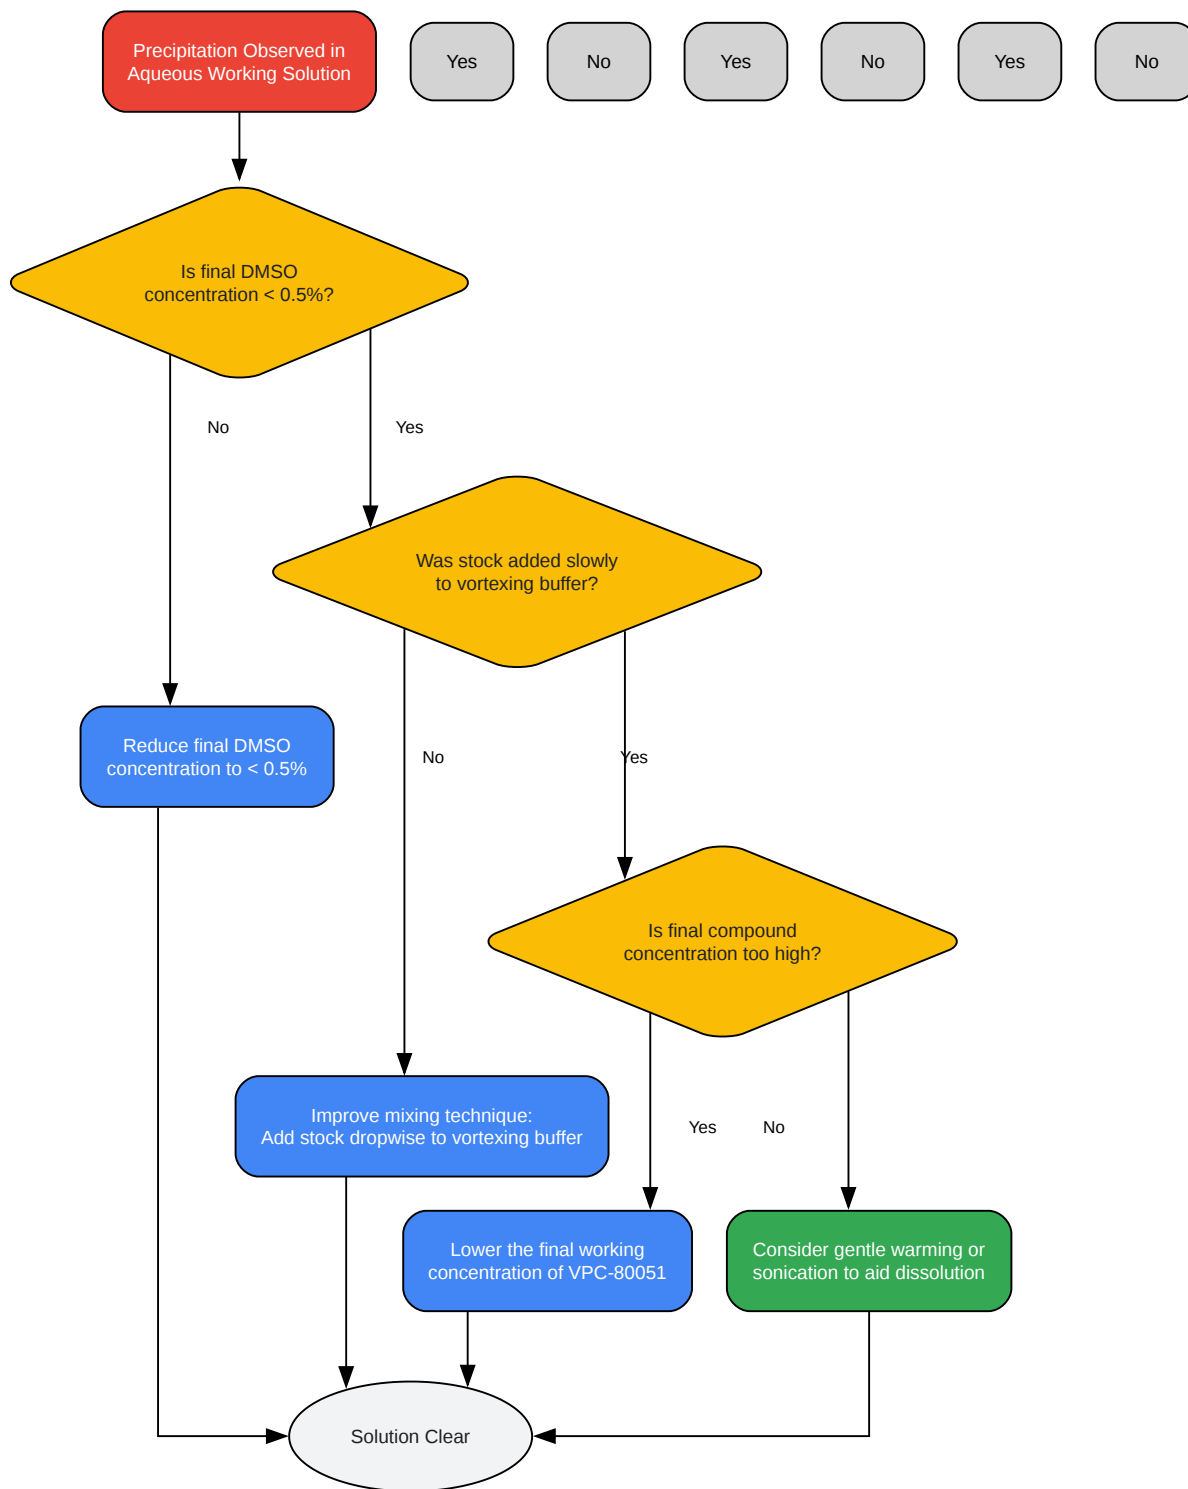 Precipitation Observed in
Aqueous Working Solution
Yes
No
Yes
No
Yes
No
Is final DMSO
concentration < 0.5%?
No
Yes
Was stock added slowly
to vortexing buffer?
Reduce final DMSO
concentration to < 0.5%
No
Yes
Is final compound
concentration too high?
Improve mixing technique:
Add stock dropwise to vortexing buffer
Yes
No
Lower the final working
concentration of VPC-80051
Consider gentle warming or
sonication to aid dissolution
Solution Clear